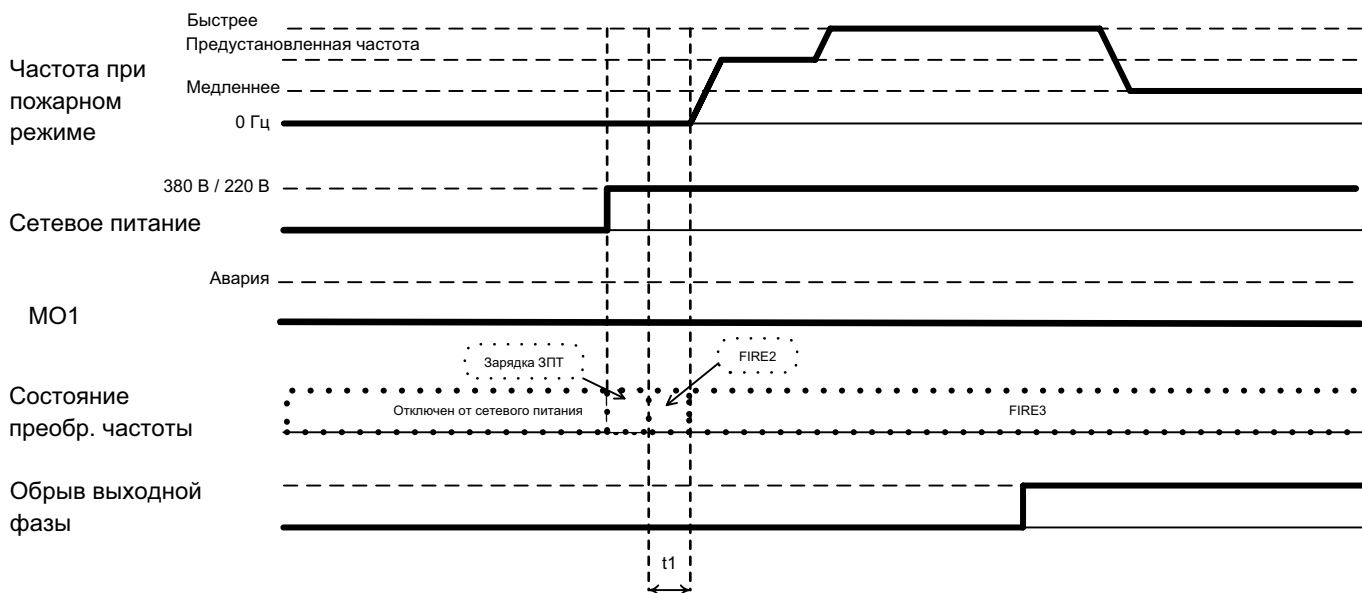 Быстрее
Предустановленная частота
Частота при
пожарном
режиме
Медленнее
0 Гц
380 В / 220 В
Сетевое питание
Авария
МО1
Зарядка ЗПТ
FIRE2
Состояние
преобр. частоты
Отключен от сетевого питания
FIRE3
Обрыв выходной
фазы
t1